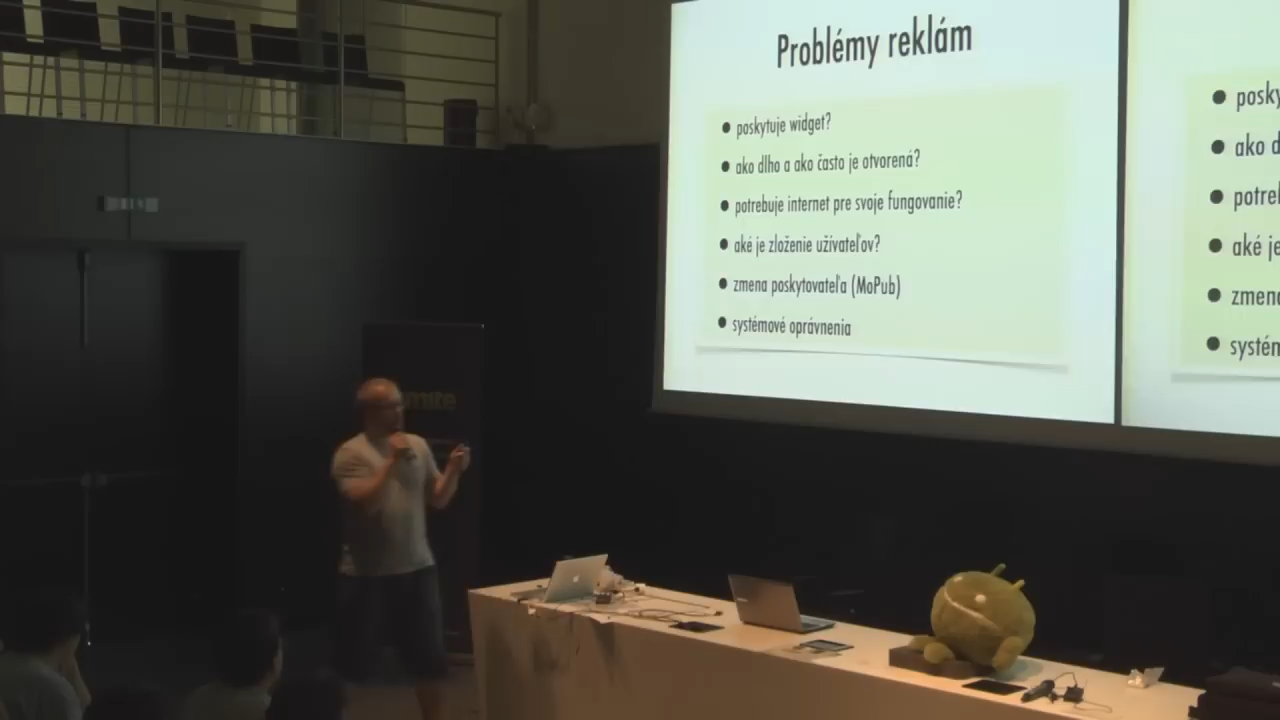 Problémy reklám
poskytuje widget?
ako dlho a ako často je otvorená?
potrebuje internet pre svoje fungovanie?
aké je zloženie užívateľov?
zmena poskytovateľa (MoPub)
systémové oprávnenia
posky
ako d
potre
aké je
zmena
systém